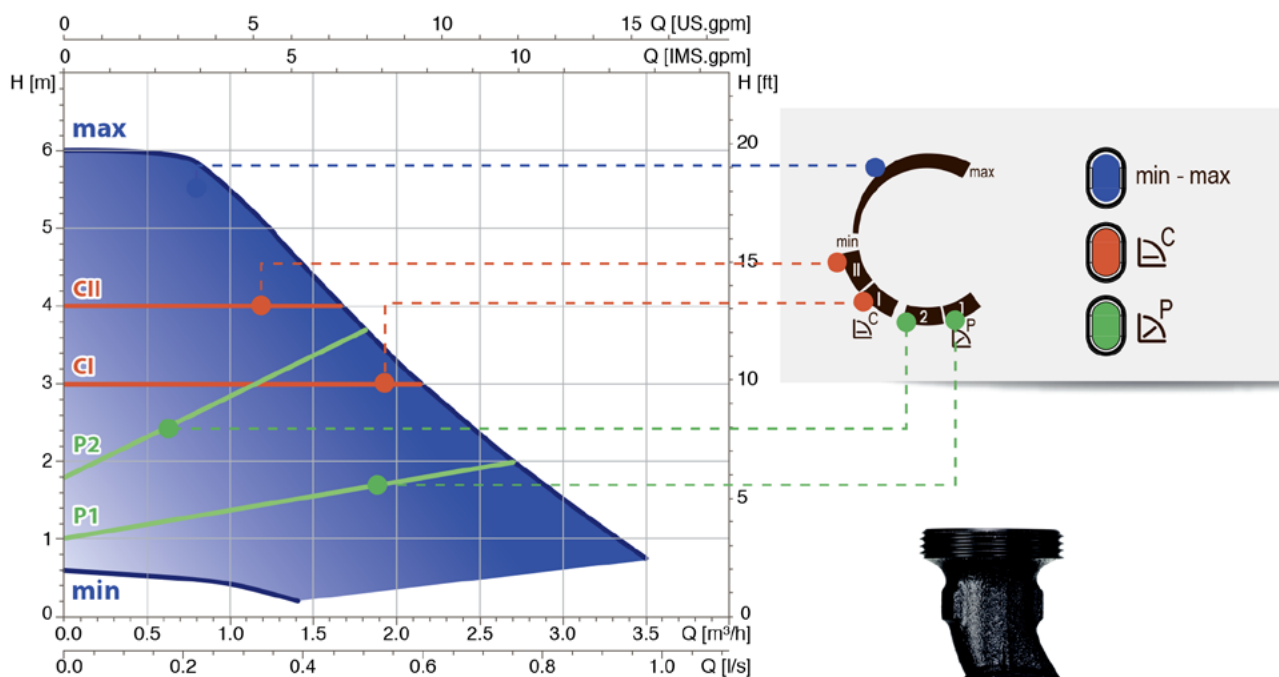 0 5 10 15 Q [US.gpm]
0 5 10 Q [IMS.gpm]
H [m] H [ft]
max
6 20
5
15
CII
4
CI
3 10
P2
2
P1 5
1
min
0 0
0.0 0.5 1.0 1.5 2.0 2.5 3.0 3.5 Q [m³/h]
0.0 0.2 0.4 0.6 0.8 1.0 Q [l/s]
max
min
II
I
C
2
1
P
min - max
C
P